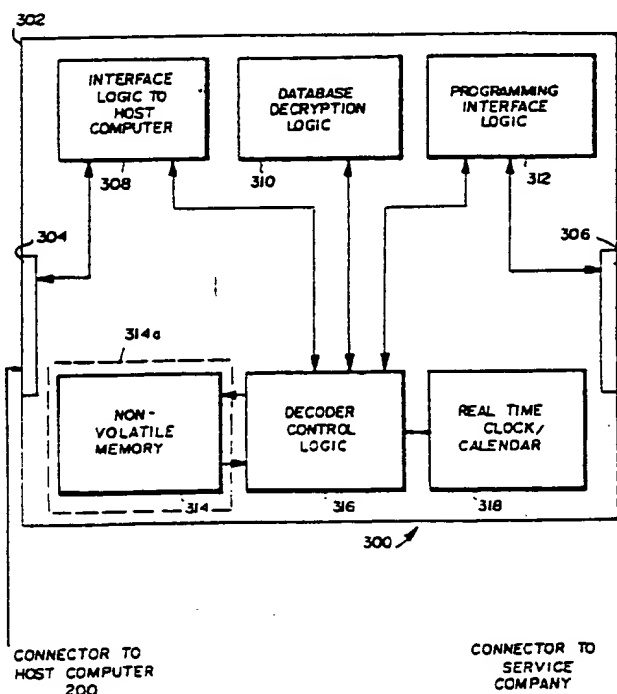 302
INTERFACE
LOGIC TO
HOST
COMPUTER
308
DATABASE
DECRYPTION
LOGIC
310
PROGRAMMING
INTERFACE
LOGIC
312
304
306
314a
NON-
VOLATILE
MEMORY
314
DECODER
CONTROL
LOGIC
316
REAL TIME
CLOCK/
CALENDAR
318
300
CONNECTOR TO
HOST COMPUTER
200
CONNECTOR TO
SERVICE
COMPANY